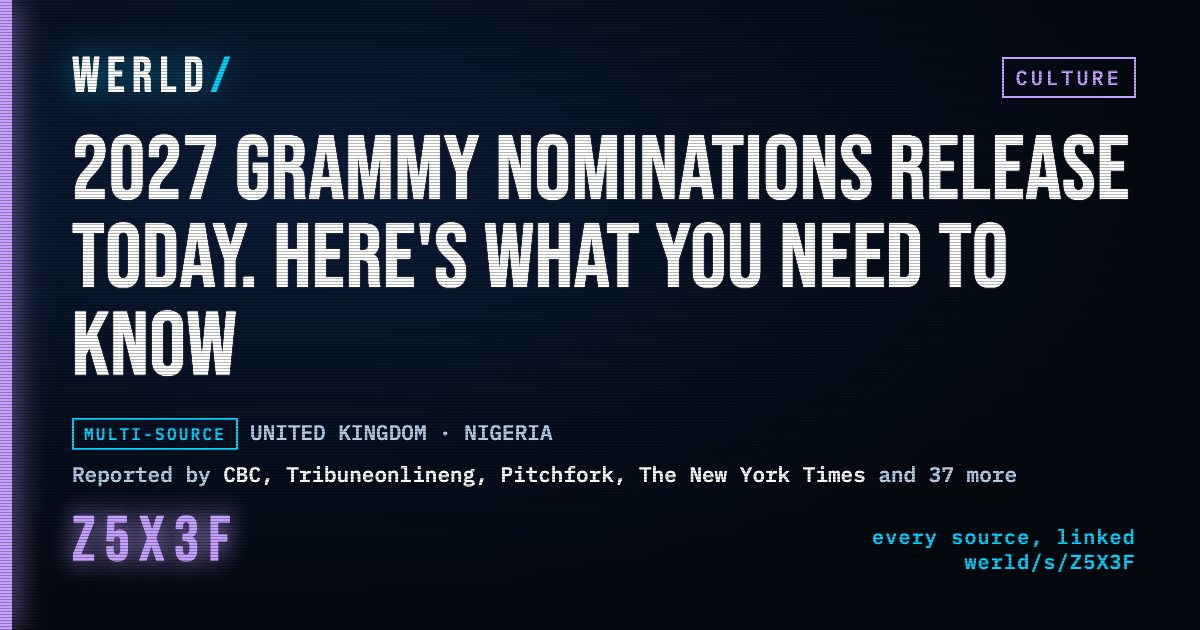 WERLD/
CULTURE
2027 GRAMMY NOMINATIONS RELEASE
TODAY. HERE'S WHAT YOU NEED TO
KNOW
MULTI-SOURCE UNITED KINGDOM · NIGERIA
Reported by CBC, Tribuneonlineng, Pitchfork, The New York Times and 37 more
Z5X3F
every source, linked
werld/s/Z5X3F